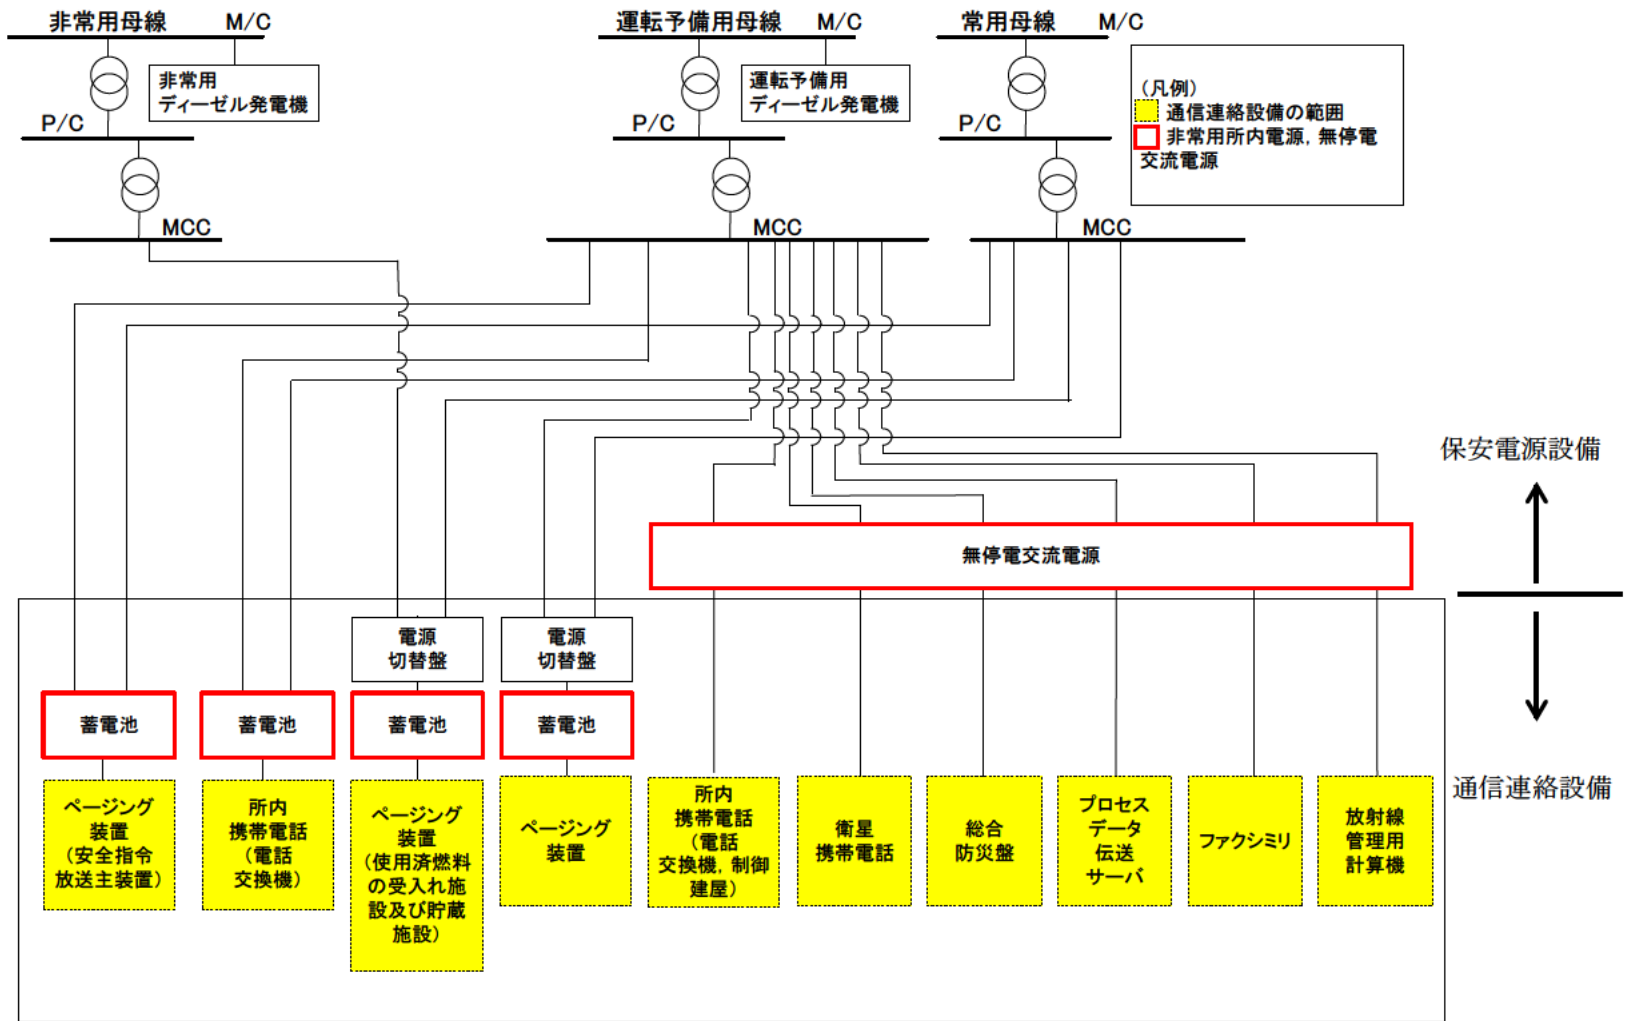 非常用母線 M/C
運転予備用母線 M/C
常用母線 M/C
非常用
ディーゼル発電機
運転予備用
ディーゼル発電機
(凡例)
通信連絡設備の範囲
非常用所内電源, 無停電
交流電源
P/C
P/C
P/C
MCC
MCC
MCC
保安電源設備
無停電交流電源
電源
切替盤
電源
切替盤
蓄電池
蓄電池
蓄電池
蓄電池
通信連絡設備
ページング
装置
(安全指令
放送主装置)
所内
携帯電話
(電話
交換機)
ページング
装置
(使用済燃料
の受入れ施
設及び貯蔵
施設)
ページング
装置
所内
携帯電話
(電話
交換機, 制御
建屋)
衛星
携帯電話
総合
防災盤
プロセス
データ
伝送
サーバ
ファクシミリ
放射線
管理用
計算機